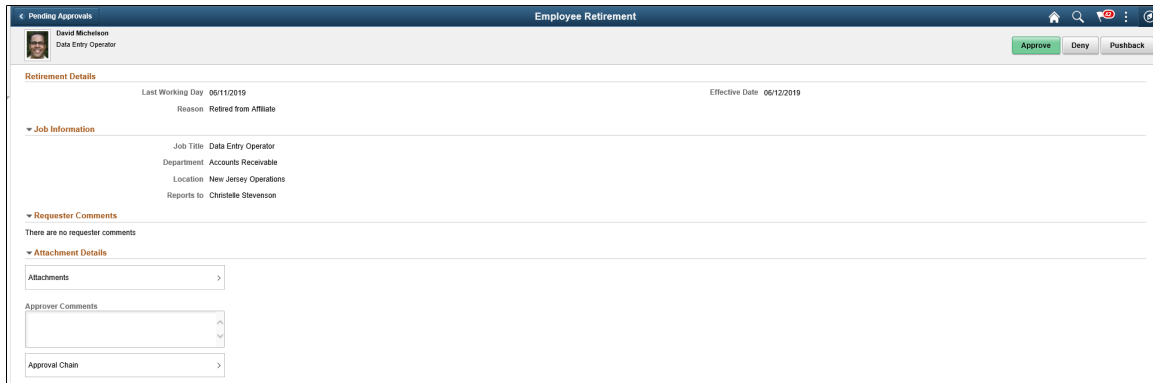 Pending Approvals
Employee Retirement
David Michelson
Data Entry Operator
Approve Deny Pushback
Retirement Details
Last Working Day 06/11/2019 Effective Date 06/12/2019
Reason Retired from Affiliate
Job Information
Job Title Data Entry Operator
Department Accounts Receivable
Location New Jersey Operations
Reports to Christelle Stevenson
Requester Comments
There are no requester comments
Attachment Details
Attachments
Approver Comments
Approval Chain